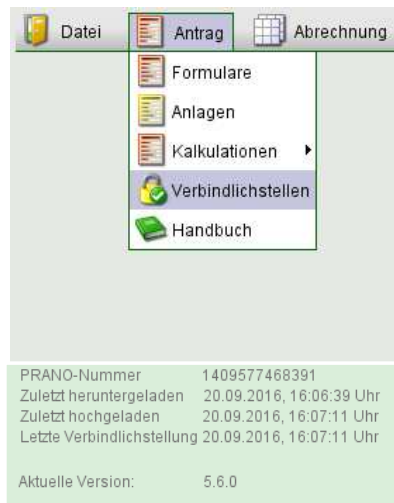 Datei Antrag Abrechnung
Formulare
Anlagen
Kalkulationen
Verbindlichstellen
Handbuch
PRANO-Nummer 1409577468391
Zuletzt heruntergeladen 20.09.2016, 16:06:39 Uhr
Zuletzt hochgeladen 20.09.2016, 16:07:11 Uhr
Letzte Verbindlichstellung 20.09.2016, 16:07:11 Uhr
Aktuelle Version: 5.6.0